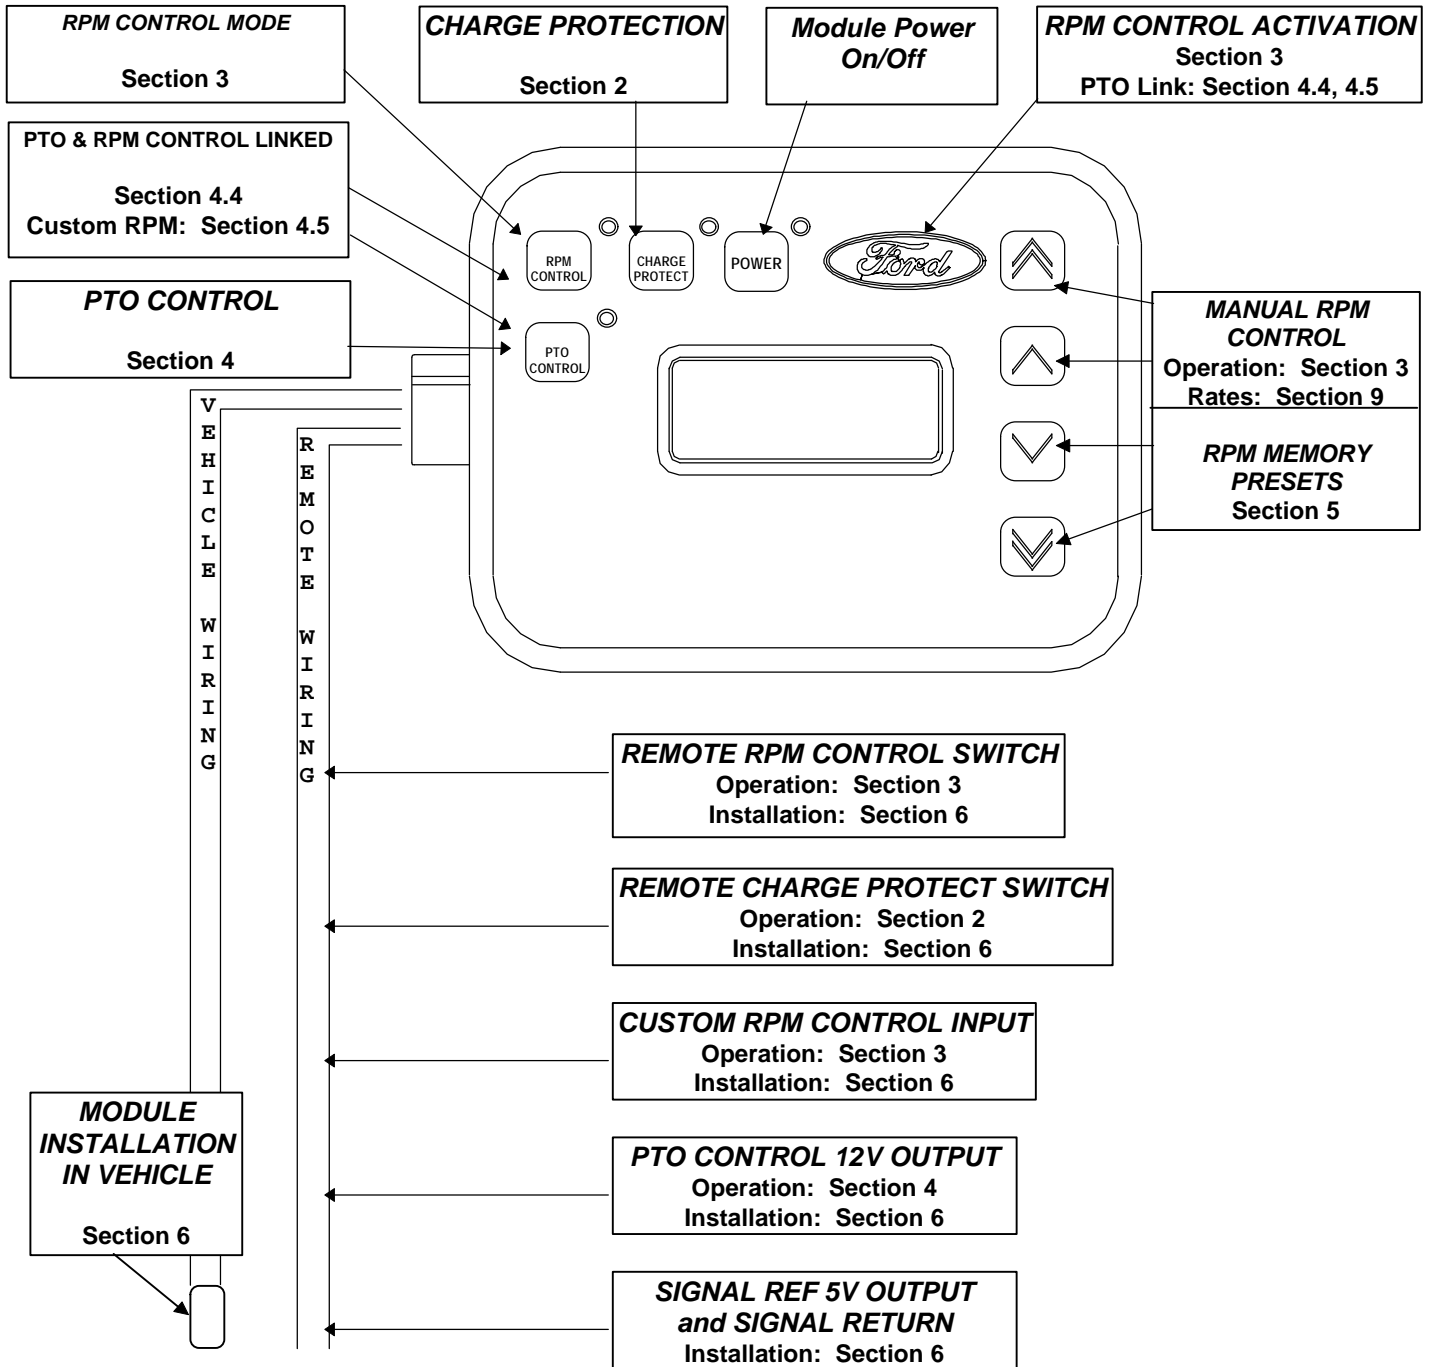 RPM CONTROL MODE
Section 3
CHARGE PROTECTION
Section 2
Module Power
On/Off
RPM CONTROL ACTIVATION
Section 3
PTO Link: Section 4.4, 4.5
PTO & RPM CONTROL LINKED
Section 4.4
Custom RPM: Section 4.5
PTO CONTROL
Section 4
RPM
CONTROL
CHARGE
PROTECT
POWER
Ford
PTO
CONTROL
MANUAL RPM
CONTROL
Operation: Section 3
Rates: Section 9
RPM MEMORY
PRESETS
Section 5
VEHICLE WIRING
REMOTE WIRING
REMOTE RPM CONTROL SWITCH
Operation: Section 3
Installation: Section 6
REMOTE CHARGE PROTECT SWITCH
Operation: Section 2
Installation: Section 6
CUSTOM RPM CONTROL INPUT
Operation: Section 3
Installation: Section 6
MODULE
INSTALLATION
IN VEHICLE
Section 6
PTO CONTROL 12V OUTPUT
Operation: Section 4
Installation: Section 6
SIGNAL REF 5V OUTPUT
and SIGNAL RETURN
Installation: Section 6